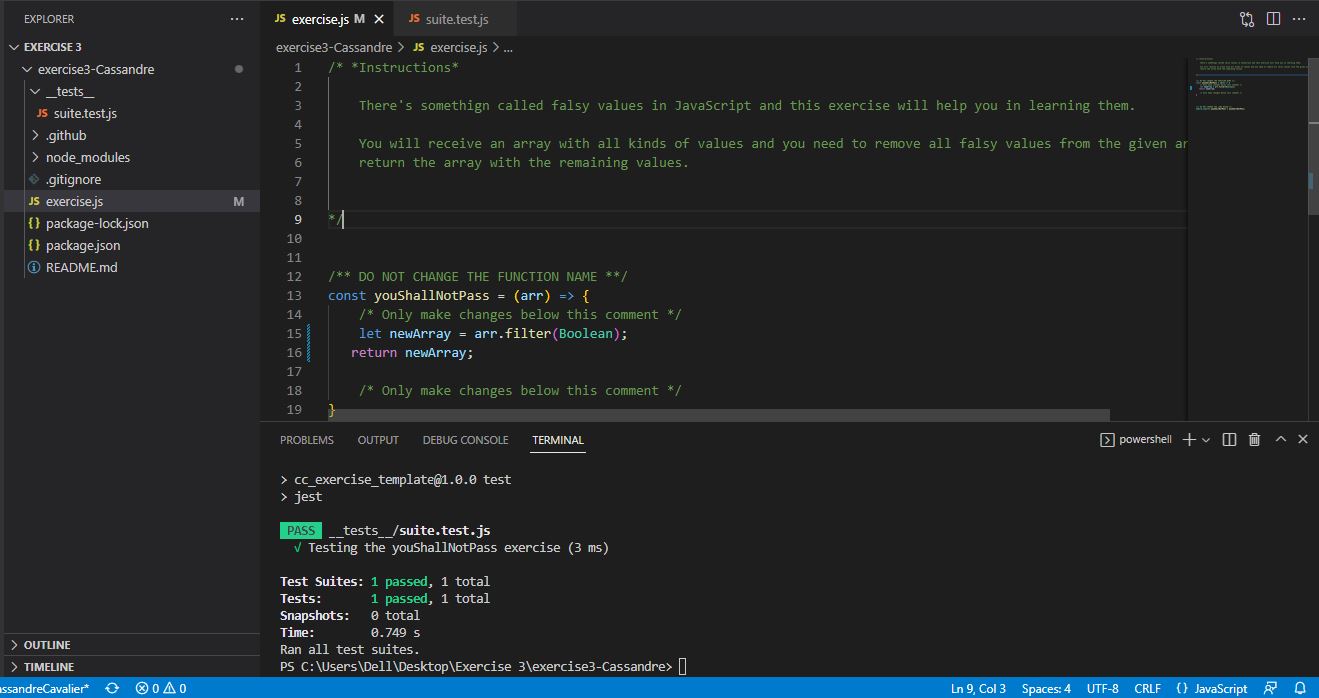 EXPLORER
···
JS exercise.js M ×
JS suite.test.js
EXERCISE 3
exercise3-Cassandre > JS exercise.js > ...
exercise3-Cassandre
__tests__
JS suite.test.js
.github
node_modules
.gitignore
JS exercise.js M
{} package-lock.json
{} package.json
README.md
OUTLINE
TIMELINE
1 /* *Instructions*
2
3 There's somethign called falsy values in JavaScript and this exercise will help you in learning them.
4
5 You will receive an array with all kinds of values and you need to remove all falsy values from the given ar
6 return the array with the remaining values.
7
8
9 */
10
11
12 /** DO NOT CHANGE THE FUNCTION NAME **/
13 const youShallNotPass = (arr) => {
14 /* Only make changes below this comment */
15 let newArray = arr.filter(Boolean);
16 return newArray;
17
18 /* Only make changes below this comment */
19 }
PROBLEMS OUTPUT DEBUG CONSOLE TERMINAL
powershell
> cc_exercise_template@1.0.0 test
> jest
PASS __tests__/suite.test.js
√ Testing the youShallNotPass exercise (3 ms)
Test Suites: 1 passed, 1 total
Tests: 1 passed, 1 total
Snapshots: 0 total
Time: 0.749 s
Ran all test suites.
PS C:\Users\Dell\Desktop\Exercise 3\exercise3-Cassandre>
assandreCavalier* 0 0 Ln 9, Col 3 Spaces: 4 UTF-8 CRLF {} JavaScript